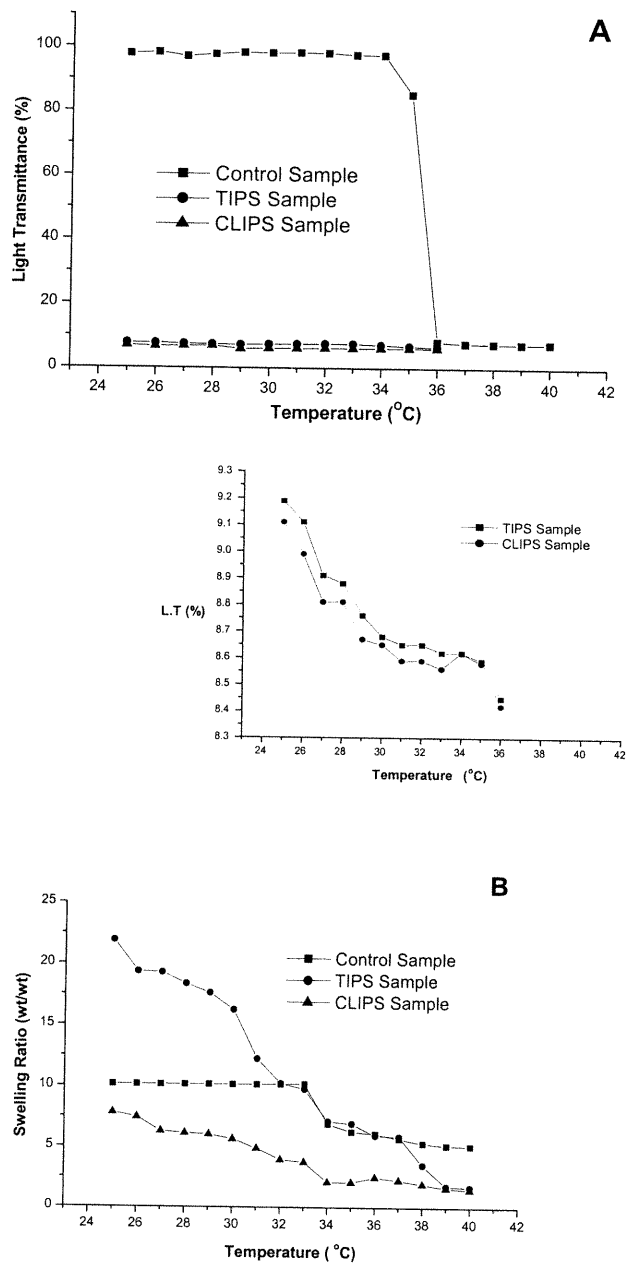 A
100
80
60
40
20
0
Light Transmittance (%)
Control Sample
TIPS Sample
CLIPS Sample
24 26 28 30 32 34 36 38 40 42
Temperature (°C)
9.3
9.2
9.1
9.0
8.9
8.8
8.7
8.6
8.5
8.4
8.3
L.T (%)
TIPS Sample
CLIPS Sample
24 26 28 30 32 34 36 38 40 42
Temperature (°C)
B
25
20
15
10
5
0
Swelling Ratio (wt/wt)
Control Sample
TIPS Sample
CLIPS Sample
24 26 28 30 32 34 36 38 40 42
Temperature ( °C)